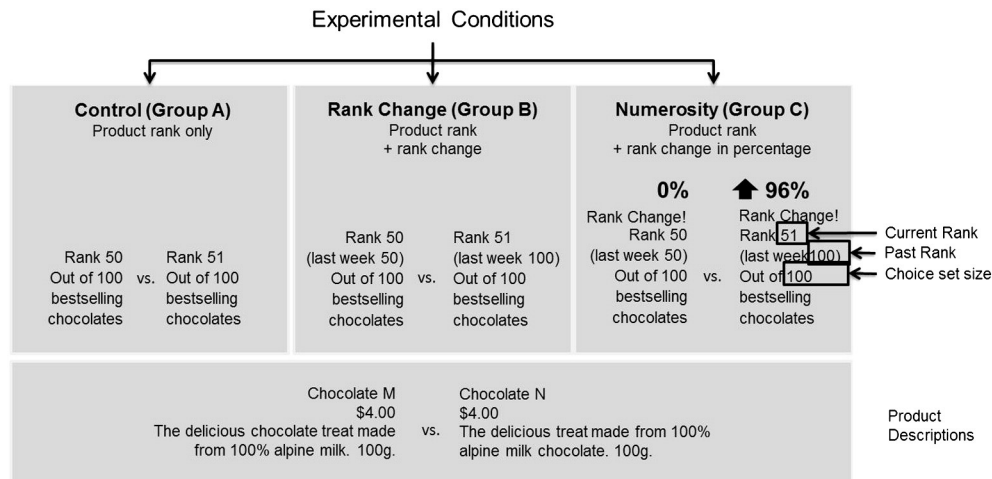 Experimental Conditions
Control (Group A)
Product rank only
Rank 50
Out of 100
bestselling
chocolates
vs.
Rank 51
Out of 100
bestselling
chocolates
Rank Change (Group B)
Product rank
+ rank change
Rank 50
(last week 50)
Out of 100
bestselling
chocolates
vs.
Rank 51
(last week 100)
Out of 100
bestselling
chocolates
Numerosity (Group C)
Product rank
+ rank change in percentage
0%
Rank Change!
Rank 50
(last week 50)
Out of 100
bestselling
chocolates
vs.
96%
Rank Change!
Rank 51
(last week 100)
Out of 100
bestselling
chocolates
Current Rank
Past Rank
Choice set size
Chocolate M
$4.00
The delicious chocolate treat made
from 100% alpine milk. 100g.
vs.
Chocolate N
$4.00
The delicious treat made from 100%
alpine milk chocolate. 100g.
Product
Descriptions